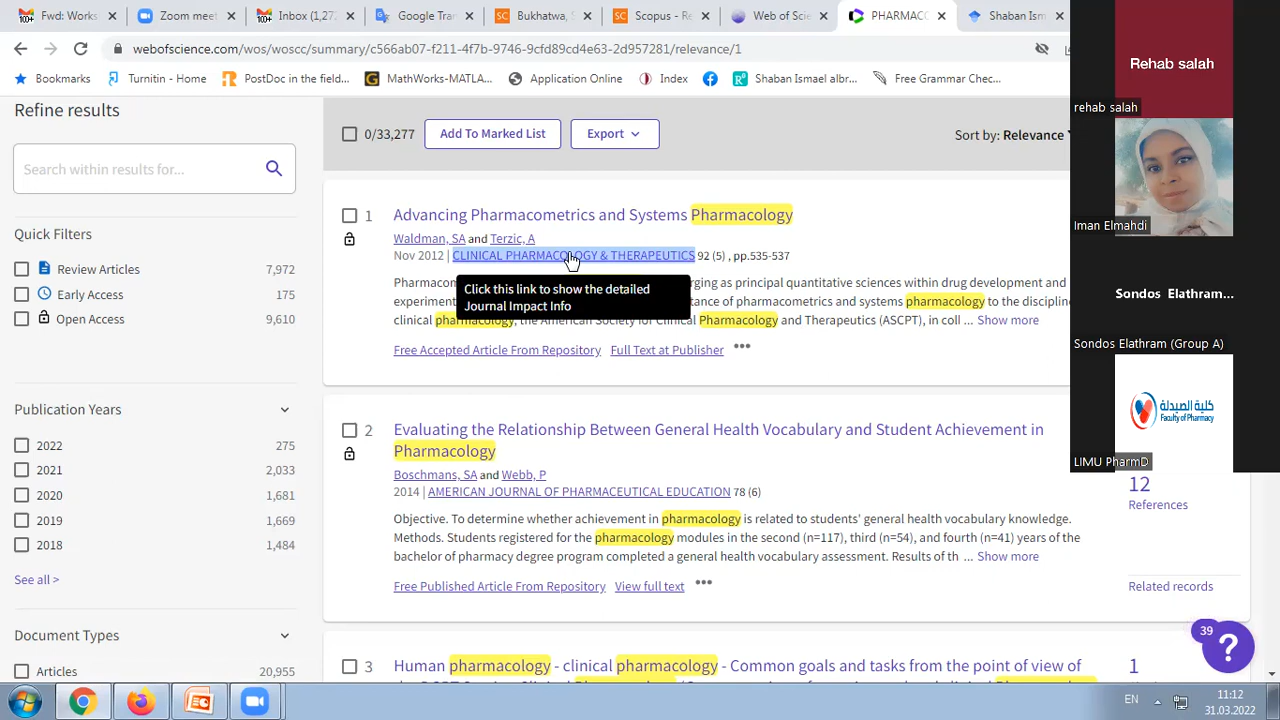 Fwd: Works
Zoom meet
Inbox (1,27
Google Tran
Bukhatwa, S
Scopus - Re
Web of Scie
PHARMACO
Shaban Ism
webofscience.com/wos/woscc/summary/c566ab07-f211-4f7b-9746-9cfd89cd4e63-2d957281/relevance/1
Bookmarks
Turnitin - Home
PostDoc in the field...
MathWorks-MATLA...
Application Online
Index
Shaban Ismael albr...
Free Grammar Chec...
Refine results
Search within results for...
Quick Filters
Review Articles 7,972
Early Access 175
Open Access 9,610
Publication Years
2022 275
2021 2,033
2020 1,681
2019 1,669
2018 1,484
See all >
Document Types
Articles 20,955
0/33,277 Add To Marked List Export Sort by: Relevance
1 Advancing Pharmacometrics and Systems Pharmacology
Waldman, SA and Terzic, A
Nov 2012 | CLINICAL PHARMACOLOGY & THERAPEUTICS 92 (5) , pp.535-537
Click this link to show the detailed
Journal Impact Info
Pharmacom
erging as principal quantitative sciences within drug development and
experiment
tance of pharmacometrics and systems pharmacology to the discipline
clinical pharmacology, the American Society for Clinical Pharmacology and Therapeutics (ASCPT), in coll ... Show more
Free Accepted Article From Repository Full Text at Publisher •••
2 Evaluating the Relationship Between General Health Vocabulary and Student Achievement in
Pharmacology
Boschmans, SA and Webb, P
2014 | AMERICAN JOURNAL OF PHARMACEUTICAL EDUCATION 78 (6)
Objective. To determine whether achievement in pharmacology is related to students' general health vocabulary knowledge.
Methods. Students registered for the pharmacology modules in the second (n=117), third (n=54), and fourth (n=41) years of the
bachelor of pharmacy degree program completed a general health vocabulary assessment. Results of th ... Show more
Free Published Article From Repository View full text •••
12
References
Related records
3 Human pharmacology - clinical pharmacology - Common goals and tasks from the point of view of
1
39
?
Rehab salah
rehab salah
Iman Elmahdi
Sondos Elathram...
Sondos Elathram (Group A)
كلية الصيدلة
Faculty of Pharmacy
LIMU PharmD
EN
11:12
31.03.2022